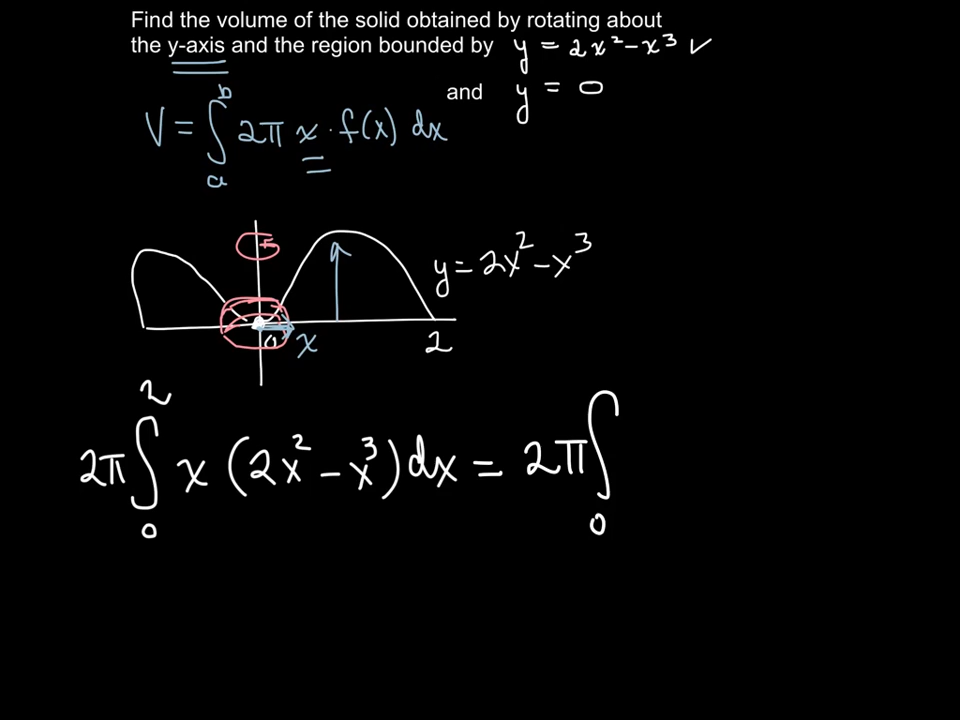 Find the volume of the solid obtained by rotating about
the y-axis and the region bounded by y = 2x² - x³ ✓
and y = 0
V = ∫ₐᵇ 2π x · f(x) dx
y = 2x² - x³
0 x 2
2π ∫₀² x (2x² - x³) dx = 2π ∫₀